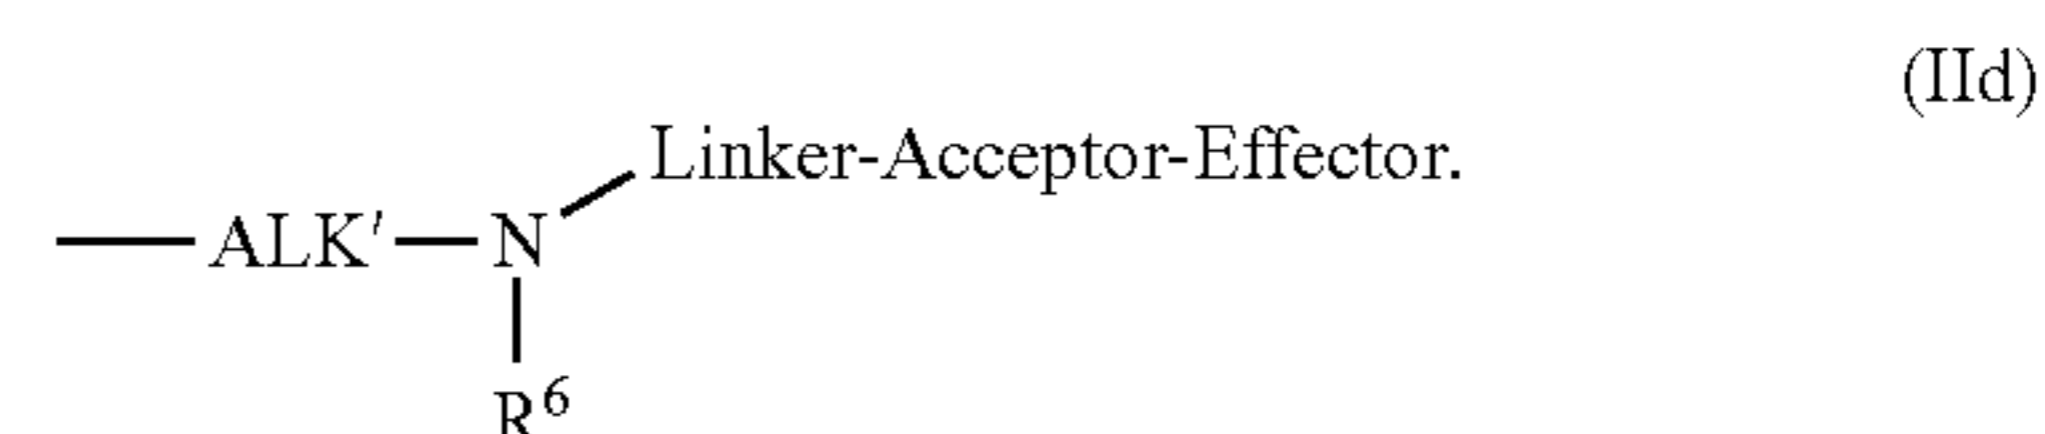 (IId)
Linker-Acceptor-Effector.
ALK′—N
R⁶